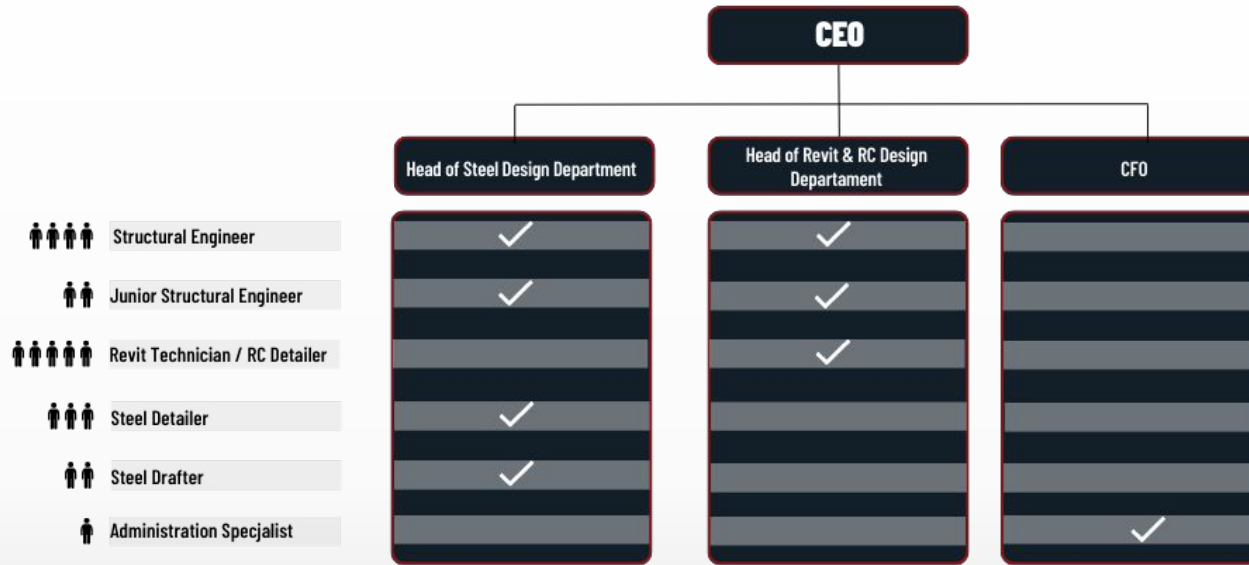 CEO
Head of Steel Design Department
Head of Revit & RC Design
Departament
CFO
Structural Engineer
Junior Structural Engineer
Revit Technician / RC Detailer
Steel Detailer
Steel Drafter
Administration Specjalist